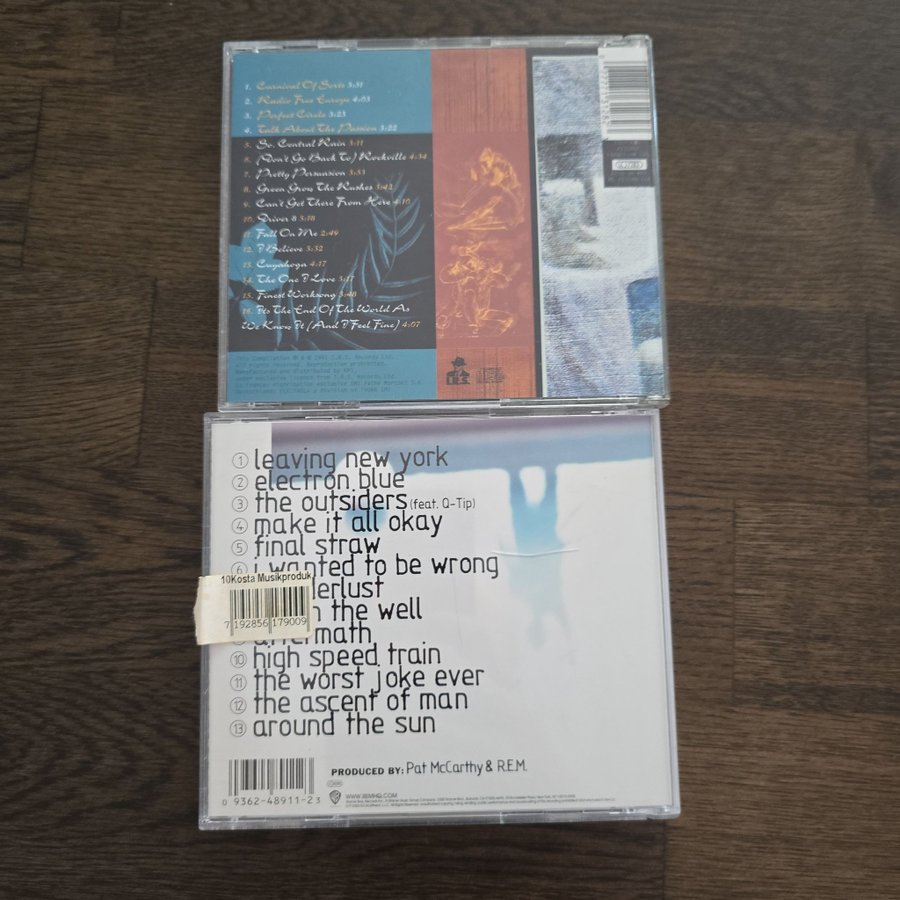 1. Carnival Of Sorts 3:51
2. Radio Free Europe 4:03
3. Perfect Circle 3:23
4. Talk About The Passion 3:22
5. So. Central Rain 3:11
6. (Don't Go Back To) Rockville 4:34
7. Pretty Persuasion 3:53
8. Green Grow The Rushes 3:42
9. Can't Get There From Here 4:10
10. Driver 8 3:18
11. Fall On Me 2:49
12. I Believe 3:32
13. Cuyahoga 4:17
14. The One I Love 3:17
15. Finest Worksong 3:48
16. It's The End Of The World As
We Know It (And I Feel Fine) 4:07
I.R.S.
1 leaving new york
2 electron blue
3 the outsiders (feat. Q-Tip)
4 make it all okay
5 final straw
6 i wanted to be wrong
10Kosta Musikproduk
7 192856 179009
derlust
the well
aftermath
10 high speed train
11 the worst joke ever
12 the ascent of man
13 around the sun
PRODUCED BY: Pat McCarthy & R.E.M.
0 9362-48911-2 3
WWW.REMHQ.COM